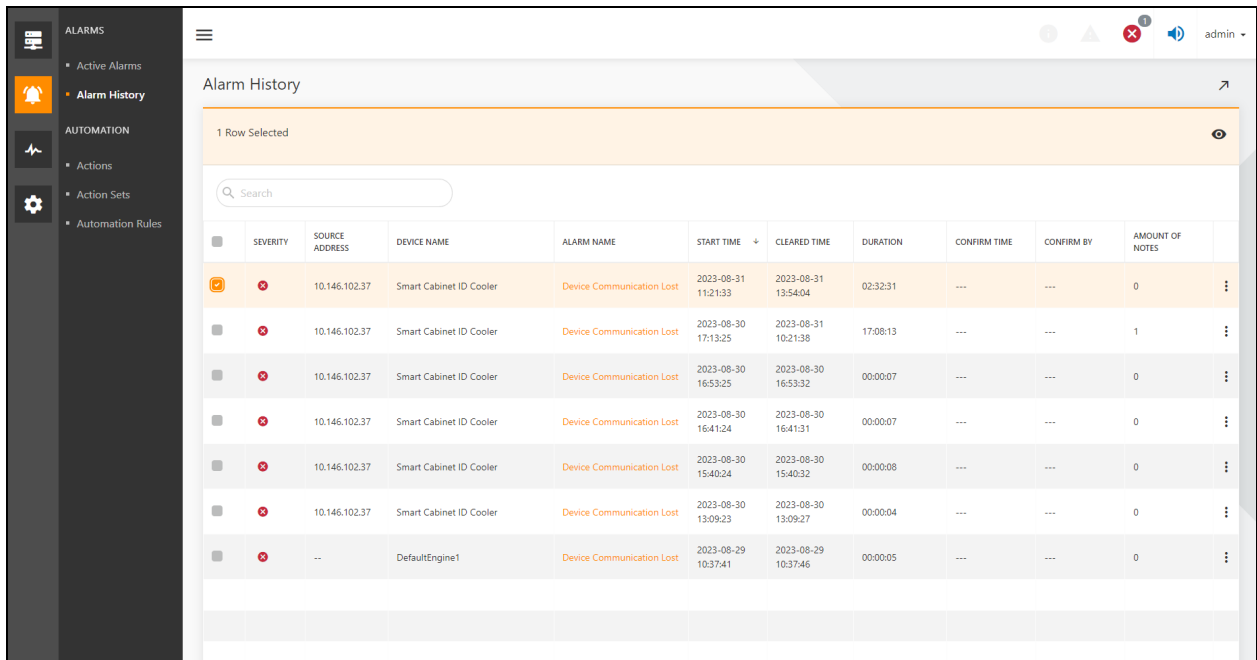 ALARMS
Active Alarms
Alarm History
AUTOMATION
Actions
Action Sets
Automation Rules
1
admin
Alarm History
1 Row Selected
Search
SEVERITY SOURCE ADDRESS DEVICE NAME ALARM NAME START TIME CLEARED TIME DURATION CONFIRM TIME CONFIRM BY AMOUNT OF NOTES
10.146.102.37 Smart Cabinet ID Cooler Device Communication Lost 2023-08-31 11:21:33 2023-08-31 13:54:04 02:32:31 --- --- 0
10.146.102.37 Smart Cabinet ID Cooler Device Communication Lost 2023-08-30 17:13:25 2023-08-31 10:21:38 17:08:13 --- --- 1
10.146.102.37 Smart Cabinet ID Cooler Device Communication Lost 2023-08-30 16:53:25 2023-08-30 16:53:32 00:00:07 --- --- 0
10.146.102.37 Smart Cabinet ID Cooler Device Communication Lost 2023-08-30 16:41:24 2023-08-30 16:41:31 00:00:07 --- --- 0
10.146.102.37 Smart Cabinet ID Cooler Device Communication Lost 2023-08-30 15:40:24 2023-08-30 15:40:32 00:00:08 --- --- 0
10.146.102.37 Smart Cabinet ID Cooler Device Communication Lost 2023-08-30 13:09:23 2023-08-30 13:09:27 00:00:04 --- --- 0
-- DefaultEngine1 Device Communication Lost 2023-08-29 10:37:41 2023-08-29 10:37:46 00:00:05 --- --- 0